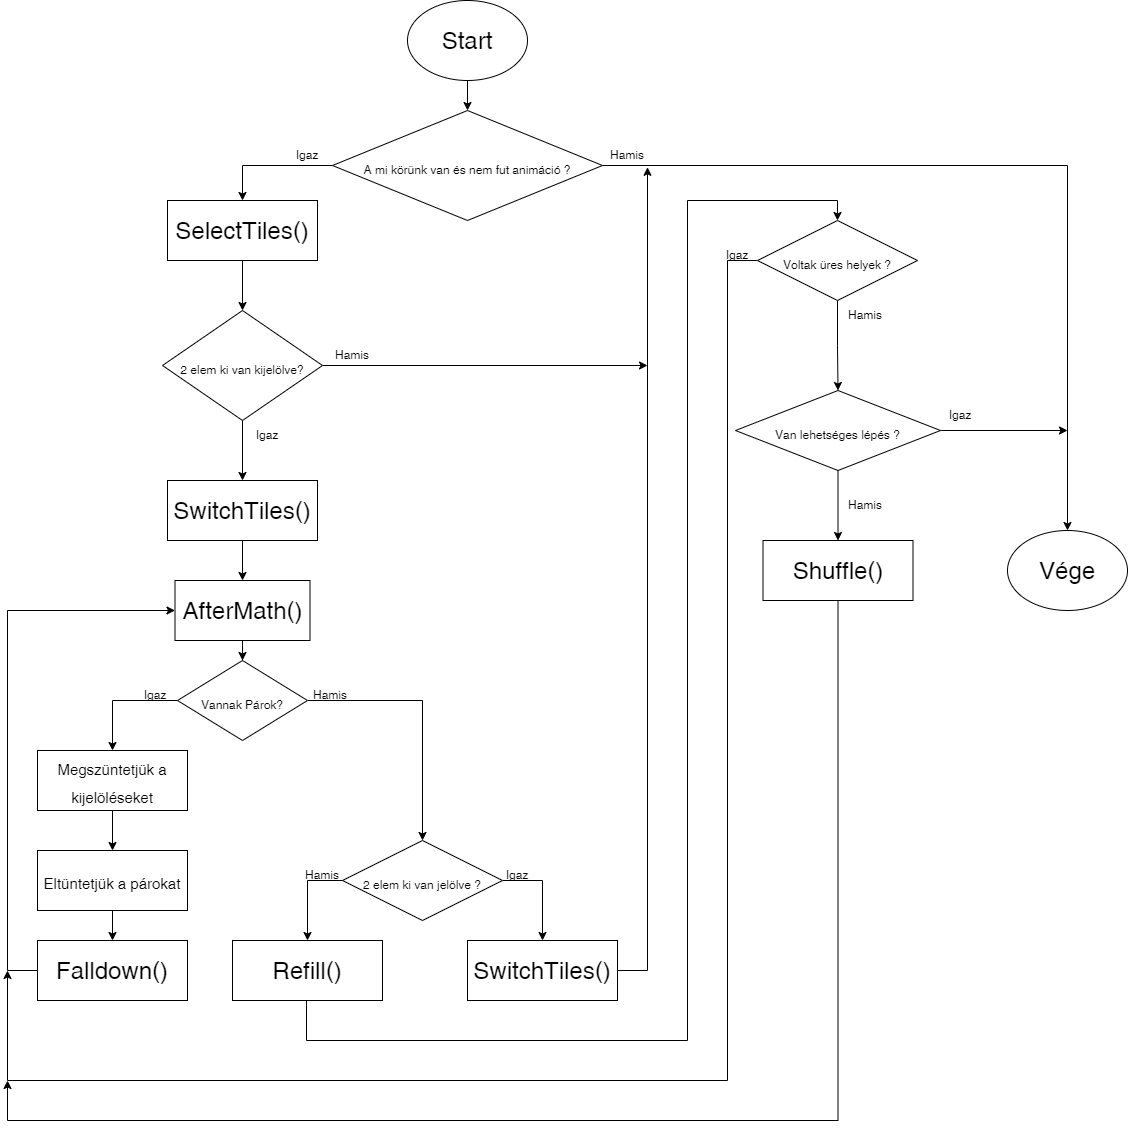 Start
Igaz
A mi körünk van és nem fut animáció ?
Hamis
SelectTiles()
Igaz
Voltak üres helyek ?
Hamis
2 elem ki van kijelölve?
Hamis
Igaz
Van lehetséges lépés ?
Igaz
Hamis
SwitchTiles()
Shuffle()
Vége
AfterMath()
Igaz
Vannak Párok?
Hamis
Megszüntetjük a
kijelöléseket
Eltüntetjük a párokat
Hamis
2 elem ki van jelölve ?
Igaz
Falldown()
Refill()
SwitchTiles()